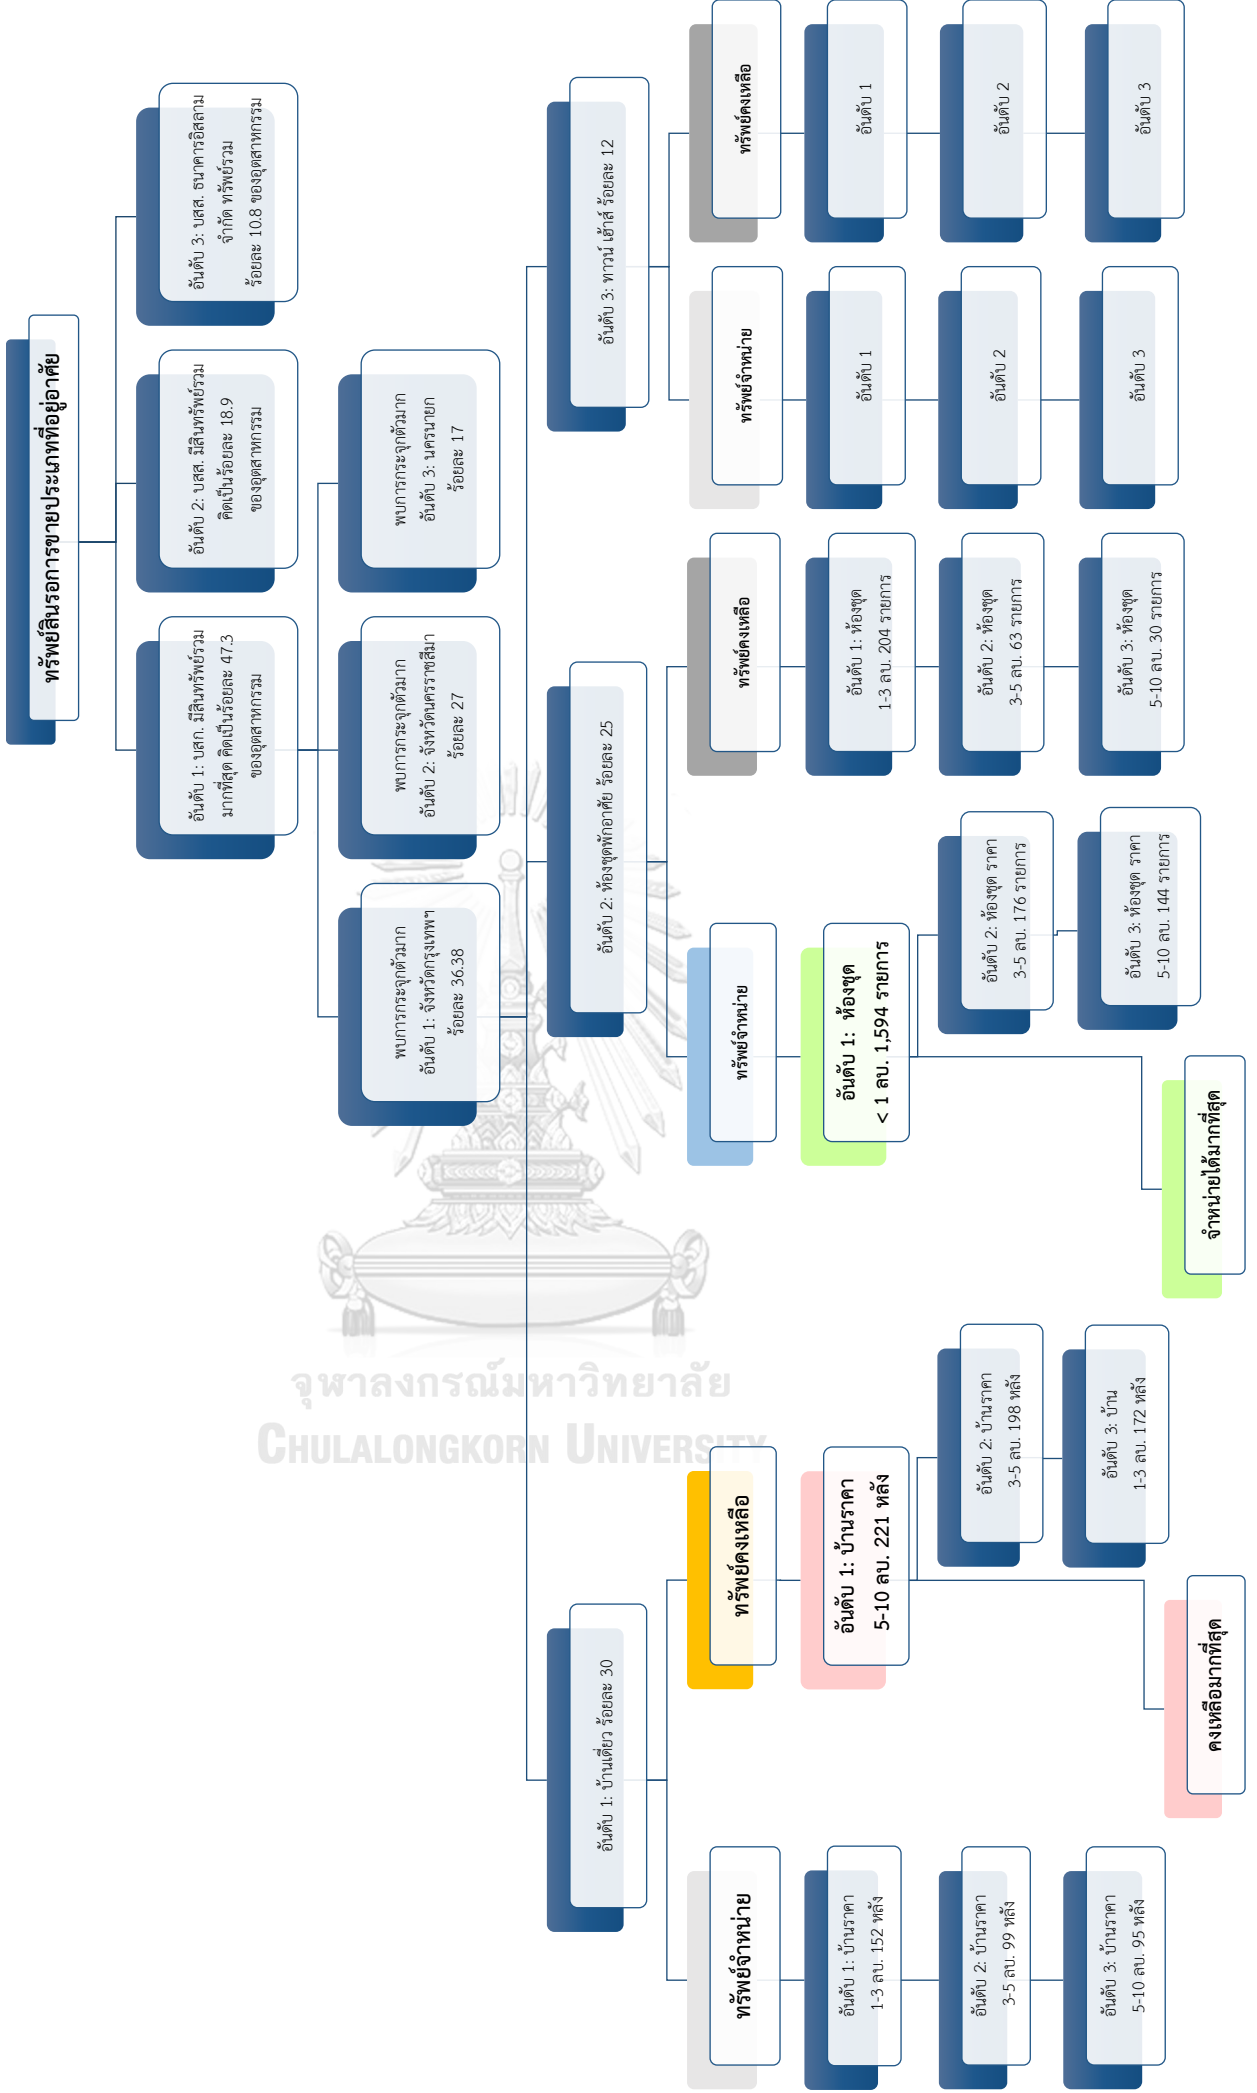 ทรัพย์สินรอการขายประเภทที่อยู่อาศัย
อันดับ 1: บสก. มีสินทรัพย์รวม
มากที่สุด คิดเป็นร้อยละ 47.3
ของอุตสาหกรรม
อันดับ 2: บสส. มีสินทรัพย์รวม
คิดเป็นร้อยละ 18.9
ของอุตสาหกรรม
อันดับ 3: บสส. ธนาคารอิสลาม
จำกัด ทรัพย์รวม
ร้อยละ 10.8 ของอุตสาหกรรม
พบการกระจุกตัวมาก
อันดับ 1: จังหวัดกรุงเทพฯ
ร้อยละ 36.38
พบการกระจุกตัวมาก
อันดับ 2: จังหวัดนครราชสีมา
ร้อยละ 27
พบการกระจุกตัวมาก
อันดับ 3: นครนายก
ร้อยละ 17
อันดับ 1: บ้านเดี่ยว ร้อยละ 30
อันดับ 2: ห้องชุดพักอาศัย ร้อยละ 25
อันดับ 3: ทาวน์ เฮ้าส์ ร้อยละ 12
ทรัพย์จำหน่าย
อันดับ 1: บ้านราคา
1-3 ลบ. 152 หลัง
อันดับ 2: บ้านราคา
3-5 ลบ. 99 หลัง
อันดับ 3: บ้านราคา
5-10 ลบ. 95 หลัง
ทรัพย์คงเหลือ
อันดับ 1: บ้านราคา
5-10 ลบ. 221 หลัง
อันดับ 2: บ้านราคา
3-5 ลบ. 198 หลัง
อันดับ 3: บ้าน
1-3 ลบ. 172 หลัง
คงเหลือมากที่สุด
ทรัพย์จำหน่าย
อันดับ 1: ห้องชุด
< 1 ลบ. 1,594 รายการ
อันดับ 2: ห้องชุด ราคา
3-5 ลบ. 176 รายการ
อันดับ 3: ห้องชุด ราคา
5-10 ลบ. 144 รายการ
จำหน่ายได้มากที่สุด
ทรัพย์คงเหลือ
อันดับ 1: ห้องชุด
1-3 ลบ. 204 รายการ
อันดับ 2: ห้องชุด
3-5 ลบ. 63 รายการ
อันดับ 3: ห้องชุด
5-10 ลบ. 30 รายการ
ทรัพย์จำหน่าย
อันดับ 1
อันดับ 2
อันดับ 3
ทรัพย์คงเหลือ
อันดับ 1
อันดับ 2
อันดับ 3
จุฬาลงกรณ์มหาวิทยาลัย
CHULALONGKORN UNIVERSITY